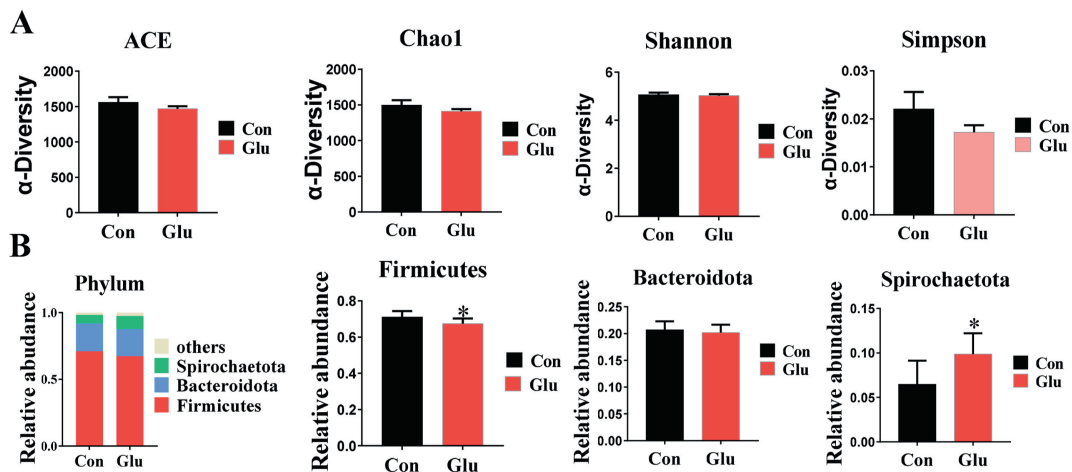 A
ACE
α-Diversity
2000
1500
1000
500
0
Con
Glu
Con
Glu
Chao1
α-Diversity
2000
1500
1000
500
0
Con
Glu
Con
Glu
Shannon
α-Diversity
6
4
2
0
Con
Glu
Con
Glu
Simpson
α-Diversity
0.03
0.02
0.01
0.00
Con
Glu
Con
Glu
B
Phylum
Relative abudance
1.0
0.5
0.0
Con
Glu
others
Spirochaetota
Bacteroidota
Firmicutes
Firmicutes
Relative abundance
0.8
0.6
0.4
0.2
0.0
*
Con
Glu
Con
Glu
Bacteroidota
Relative abundance
0.25
0.20
0.15
0.10
0.05
0.00
Con
Glu
Con
Glu
Spirochaetota
Relative abundance
0.15
0.10
0.05
0.00
*
Con
Glu
Con
Glu